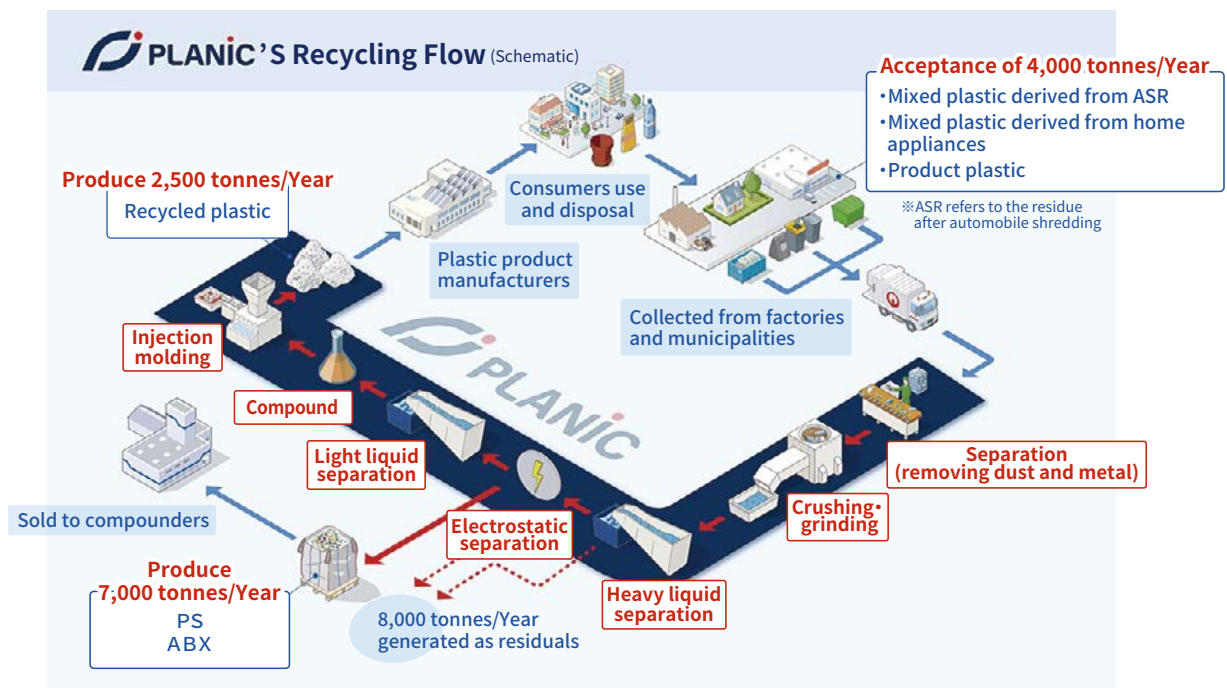 PLANIC'S Recycling Flow (Schematic)
Acceptance of 4,000 tonnes/Year
・Mixed plastic derived from ASR
・Mixed plastic derived from home
appliances
・Product plastic
※ASR refers to the residue
after automobile shredding
Produce 2,500 tonnes/Year
Recycled plastic
Consumers use
and disposal
Plastic product
manufacturers
Collected from factories
and municipalities
PLANIC
Injection
molding
Compound
Light liquid
separation
Separation
(removing dust and metal)
Crushing・
grinding
Electrostatic
separation
Heavy liquid
separation
Sold to compounders
Produce
7,000 tonnes/Year
PS
ABX
8,000 tonnes/Year
generated as residuals